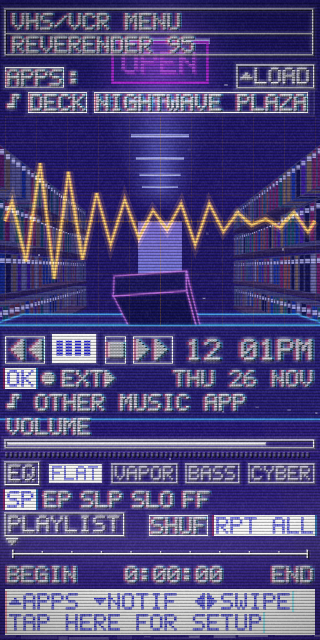 VHS/VCR MENU
REVERENDER 95
OPEN
APPS: LOAD
DECK NIGHTWAVE PLAZA
12 01PM
OK EXT THU 26 NOV
OTHER MUSIC APP
VOLUME
EQ FLAT VAPOR BASS CYBER
SP EP SLP SLO FF
PLAYLIST SHUF RPT ALL
BEGIN 0:00:00 END
APPS NOTIF SWIPE
TAP HERE FOR SETUP